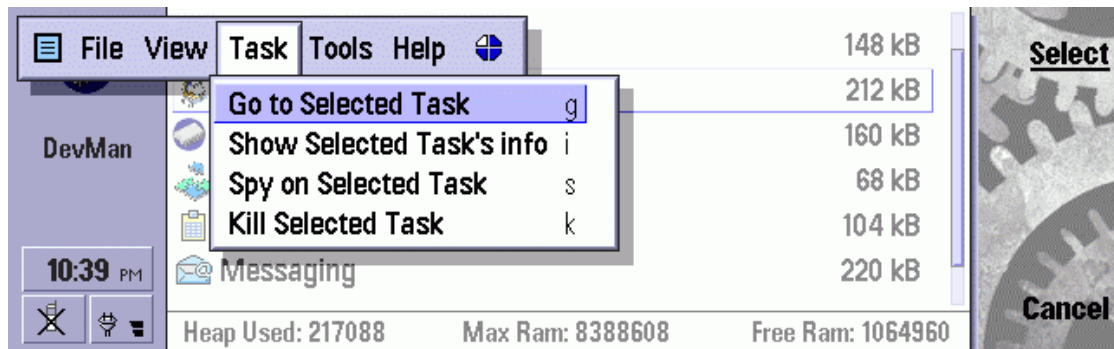 File View Task Tools Help
148 kB
Select
Go to Selected Task g
212 kB
DevMan
Show Selected Task's info i
160 kB
Spy on Selected Task s
68 kB
Kill Selected Task k
104 kB
10:39 PM
Messaging 220 kB
Cancel
Heap Used: 217088 Max Ram: 8388608 Free Ram: 1064960